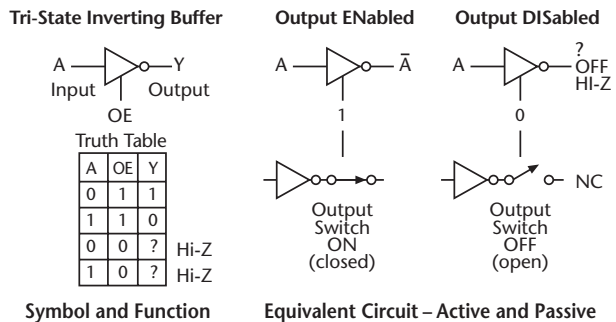 Tri-State Inverting Buffer
A
Y
Input
Output
OE
Truth Table
A OE Y
0 1 1
1 1 0
0 0 ? Hi-Z
1 0 ? Hi-Z
Symbol and Function
Output ENabled
A
Ā
1
Output
Switch
ON
(closed)
Output DISabled
A
?
OFF
HI-Z
0
NC
Output
Switch
OFF
(open)
Equivalent Circuit – Active and Passive